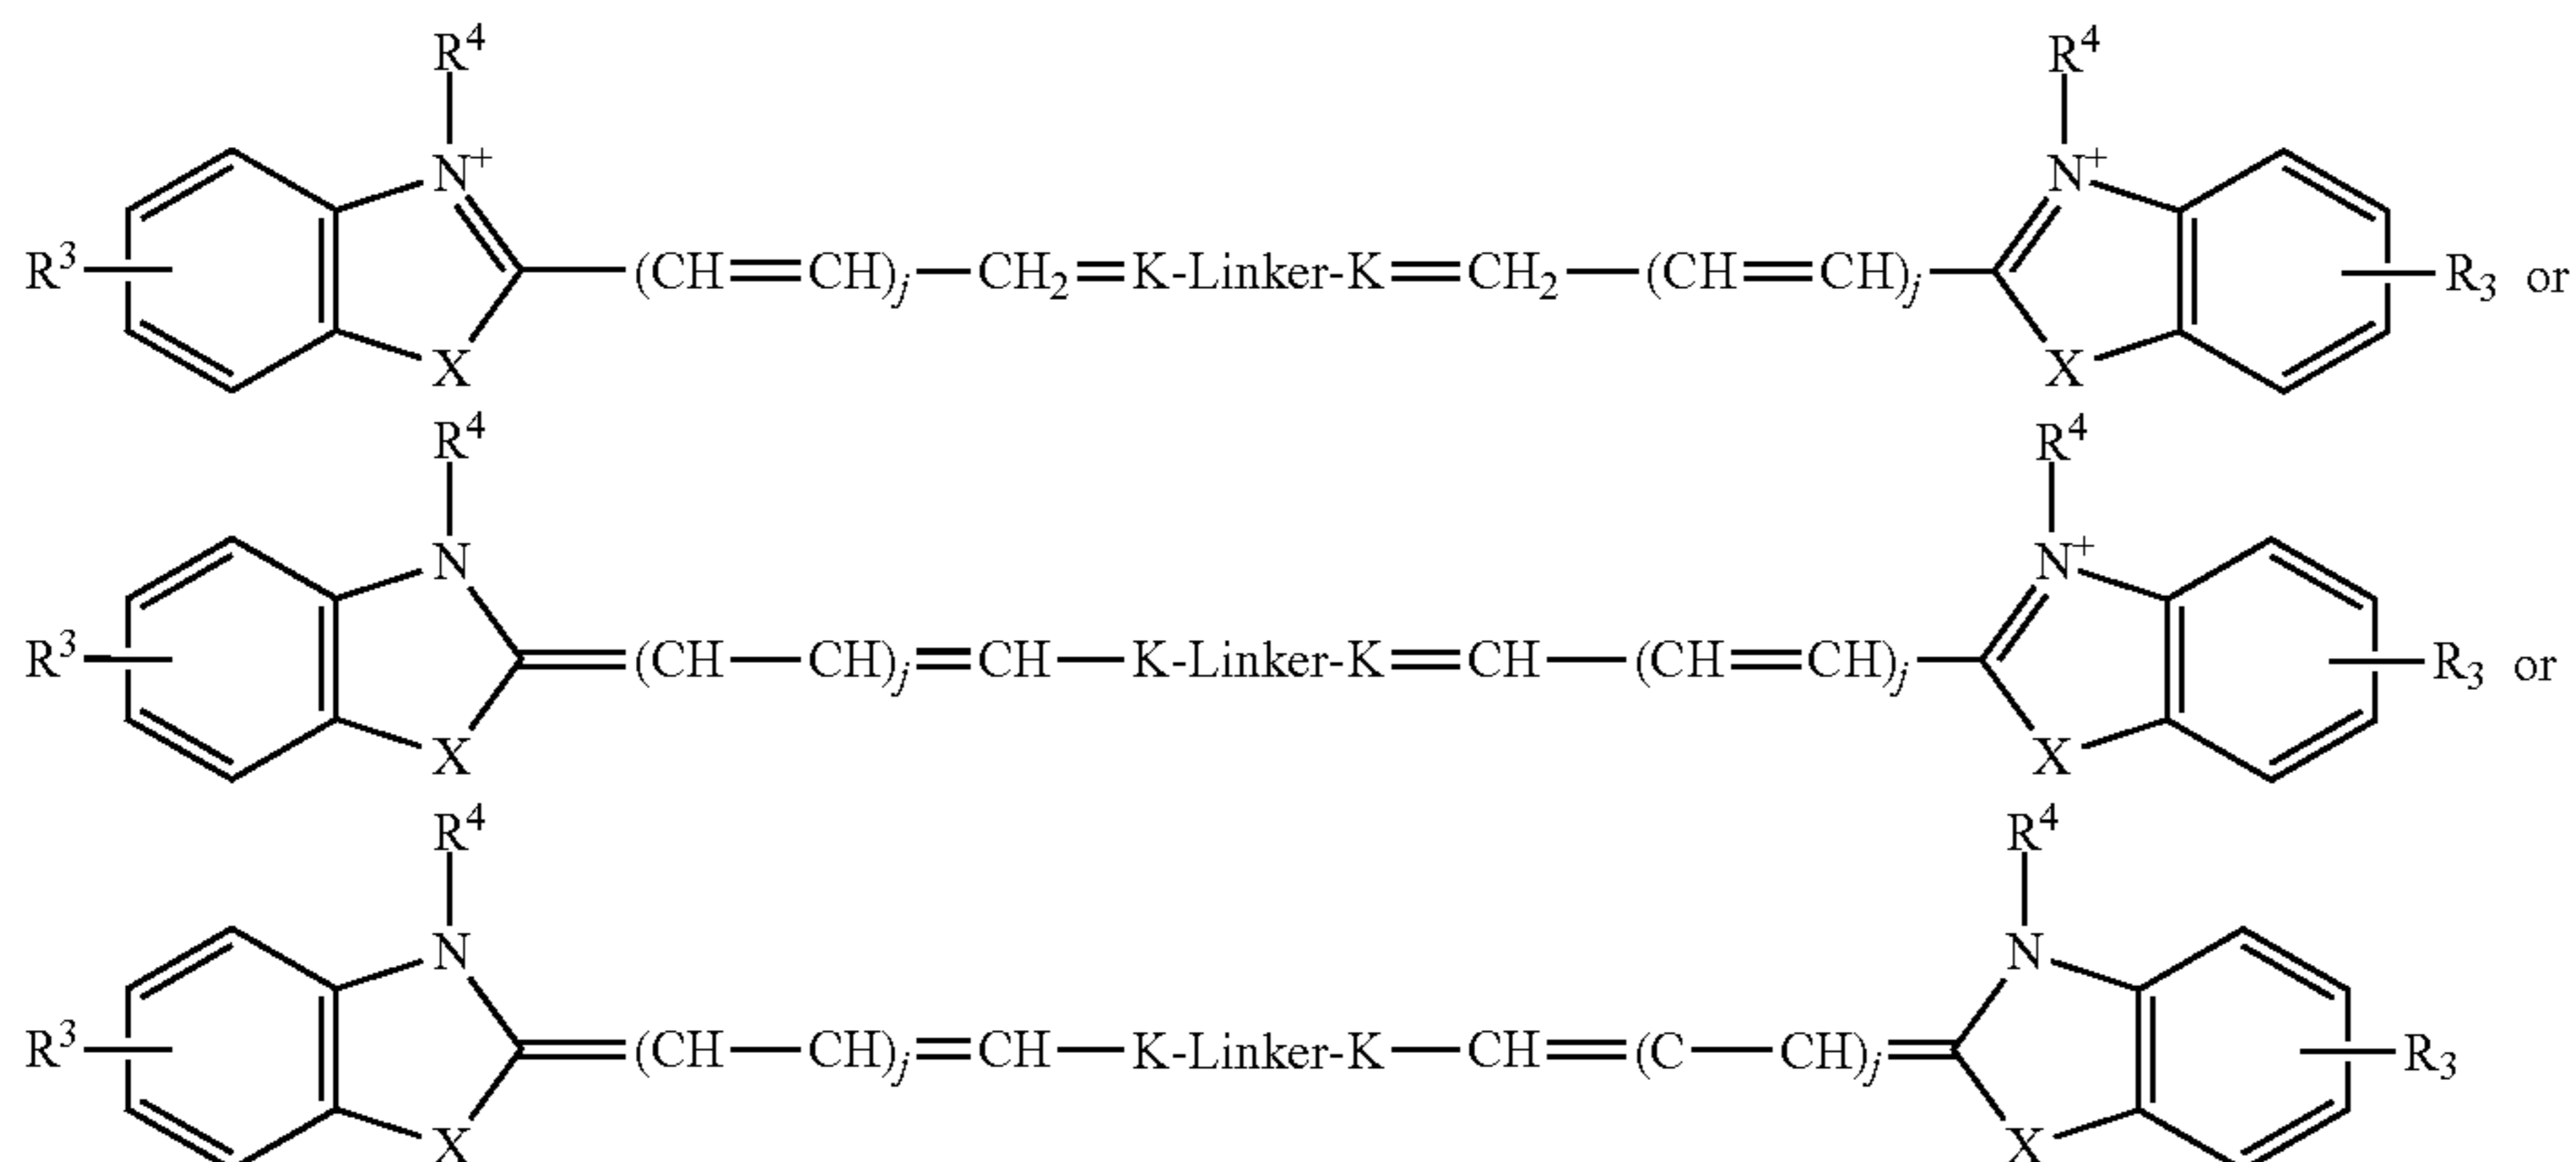 R⁴ R⁴
N⁺ N⁺
R³ (CH=CH)ⱼ—CH₂=K-Linker-K=CH₂—(CH=CH)ⱼ R₃ or
X X
R⁴ R⁴
N N⁺
R³ =(CH—CH)ⱼ=CH—K-Linker-K=CH—(CH=CH)ⱼ R₃ or
X X
R⁴ R⁴
N N
R³ =(CH—CH)ⱼ=CH—K-Linker-K—CH=(C—CH)ⱼ= R₃
X X